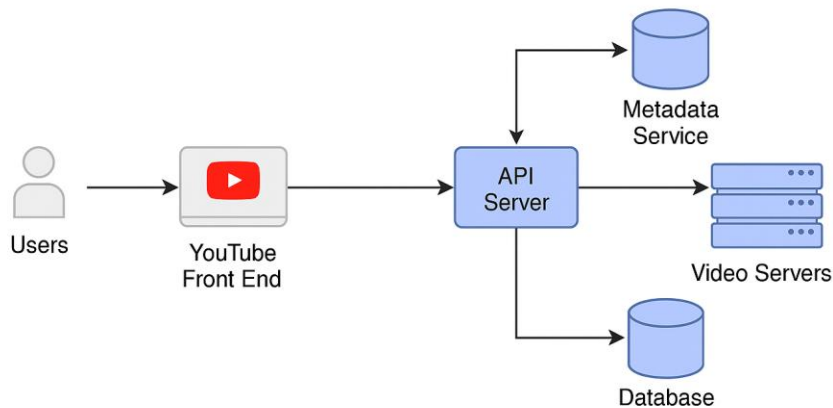 Users
YouTube
Front End
API
Server
Metadata
Service
Video Servers
Database